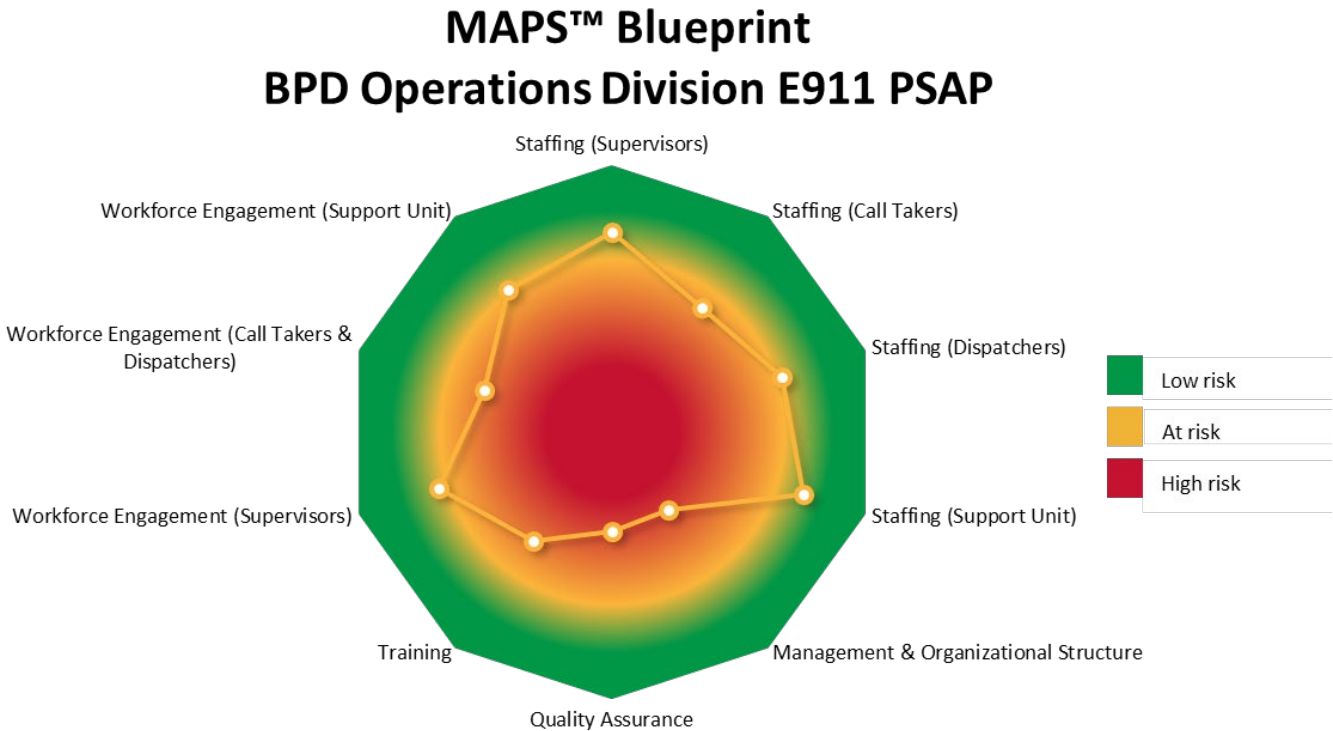 MAPS™ Blueprint
BPD Operations Division E911 PSAP
Staffing (Supervisors)
Workforce Engagement (Support Unit)
Staffing (Call Takers)
Workforce Engagement (Call Takers &
Dispatchers)
Staffing (Dispatchers)
Low risk
At risk
High risk
Workforce Engagement (Supervisors)
Staffing (Support Unit)
Training
Management & Organizational Structure
Quality Assurance